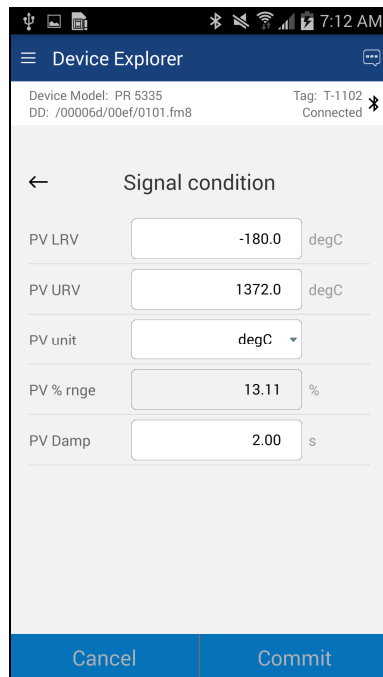 7:12 AM
Device Explorer
Device Model: PR 5335 Tag: T-1102
DD: /00006d/00ef/0101.fm8 Connected
Signal condition
PV LRV -180.0 degC
PV URV 1372.0 degC
PV unit degC
PV % rnge 13.11 %
PV Damp 2.00 s
Cancel Commit